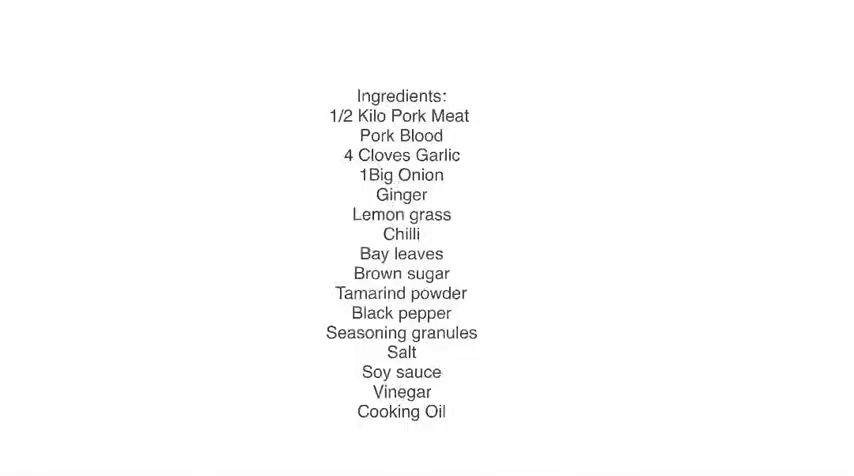 Ingredients:
1/2 Kilo Pork Meat
Pork Blood
4 Cloves Garlic
1Big Onion
Ginger
Lemon grass
Chilli
Bay leaves
Brown sugar
Tamarind powder
Black pepper
Seasoning granules
Salt
Soy sauce
Vinegar
Cooking Oil